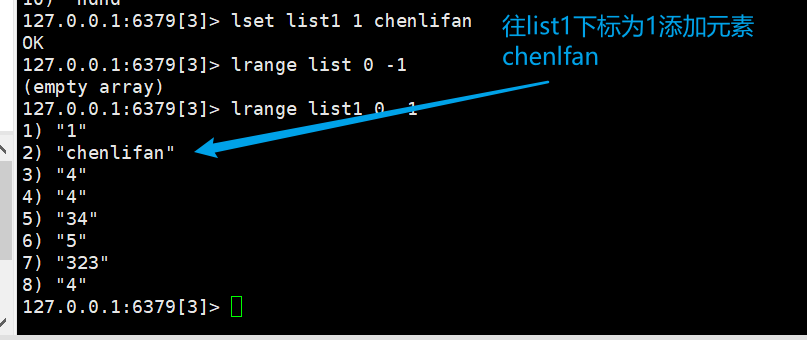 127.0.0.1:6379[3]> lset list1 1 chenlifan
OK
127.0.0.1:6379[3]> lrange list 0 -1
(empty array)
127.0.0.1:6379[3]> lrange list1 0 -1
1) "1"
2) "chenlifan"
3) "4"
4) "4"
5) "34"
6) "5"
7) "323"
8) "4"
127.0.0.1:6379[3]>
往list1下标为1添加元素
chenlfan